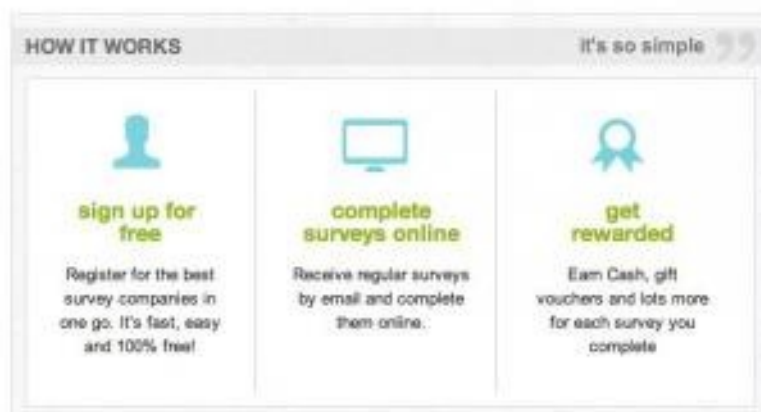 HOW IT WORKS
it's so simple
sign up for
free
Register for the best
survey companies in
one go. It's fast, easy
and 100% free!
complete
surveys online
Receive regular surveys
by email and complete
them online.
get
rewarded
Earn Cash, gift
vouchers and lots more
for each survey you
complete